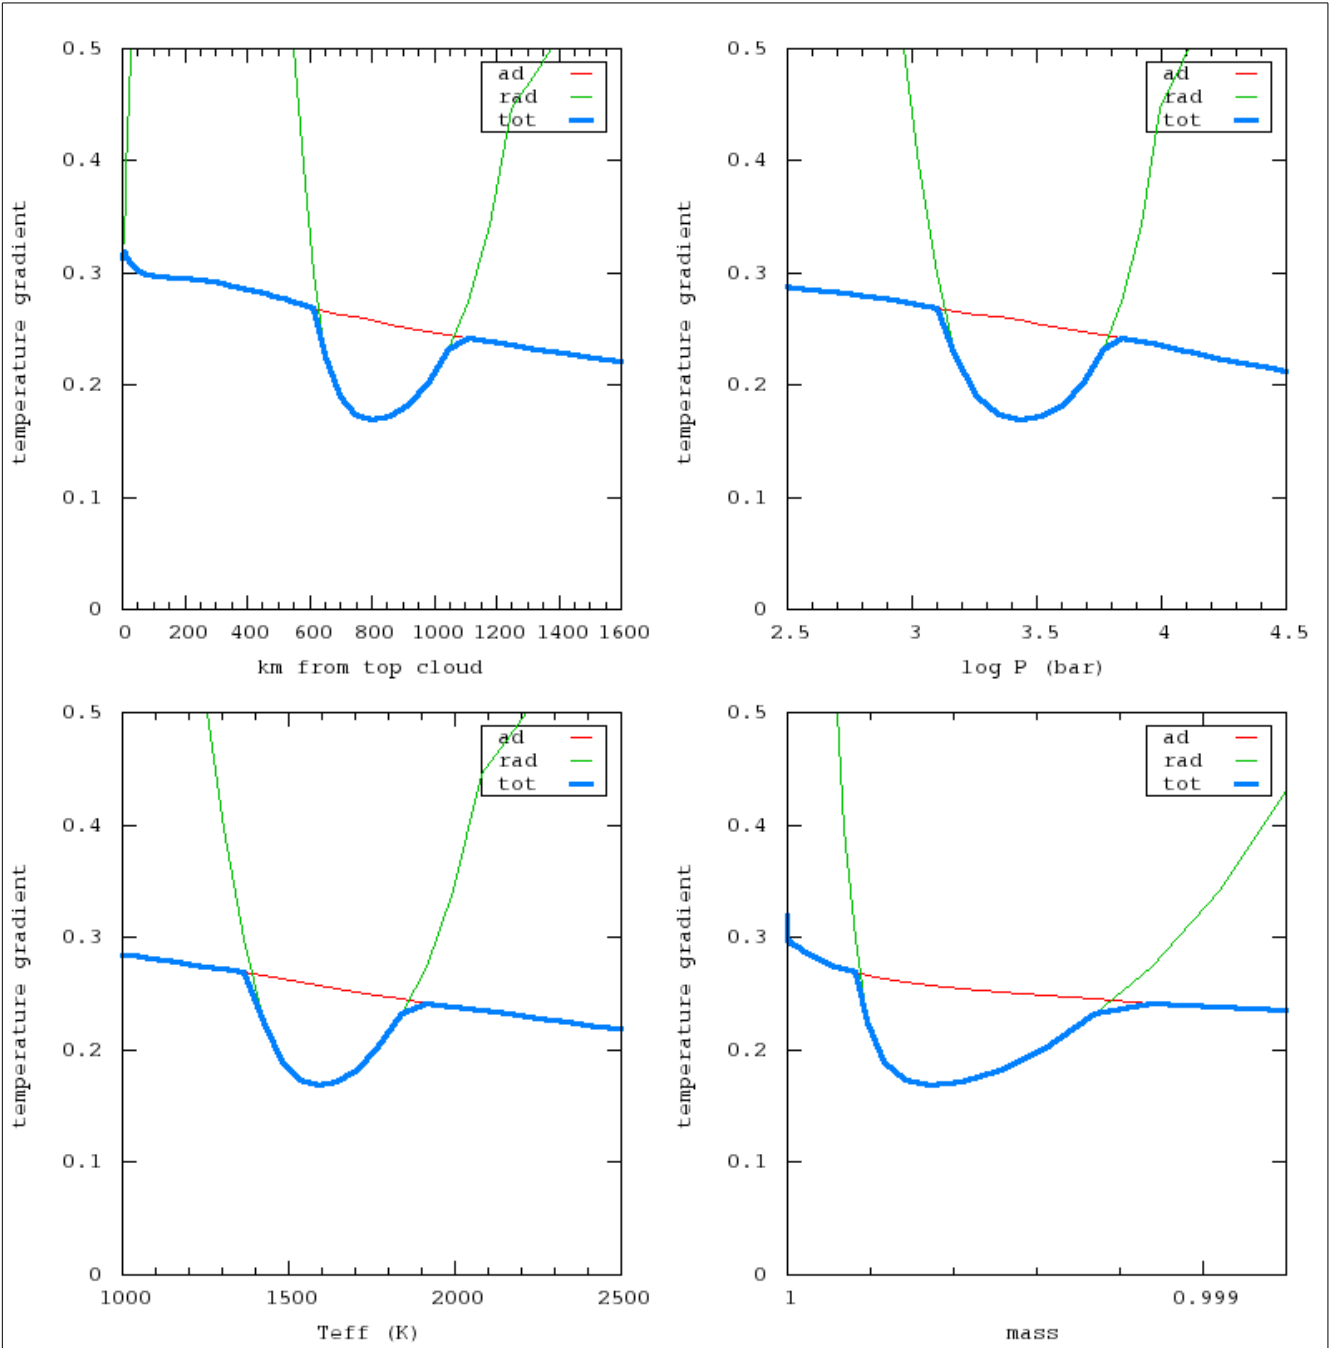 0.5
0.4
0.3
0.2
0.1
0
temperature gradient
ad
rad
tot
0 200 400 600 800 1000 1200 1400 1600
km from top cloud
0.5
0.4
0.3
0.2
0.1
0
temperature gradient
ad
rad
tot
2.5 3 3.5 4 4.5
log P (bar)
0.5
0.4
0.3
0.2
0.1
0
temperature gradient
ad
rad
tot
1000 1500 2000 2500
Teff (K)
0.5
0.4
0.3
0.2
0.1
0
temperature gradient
ad
rad
tot
1 0.999
mass